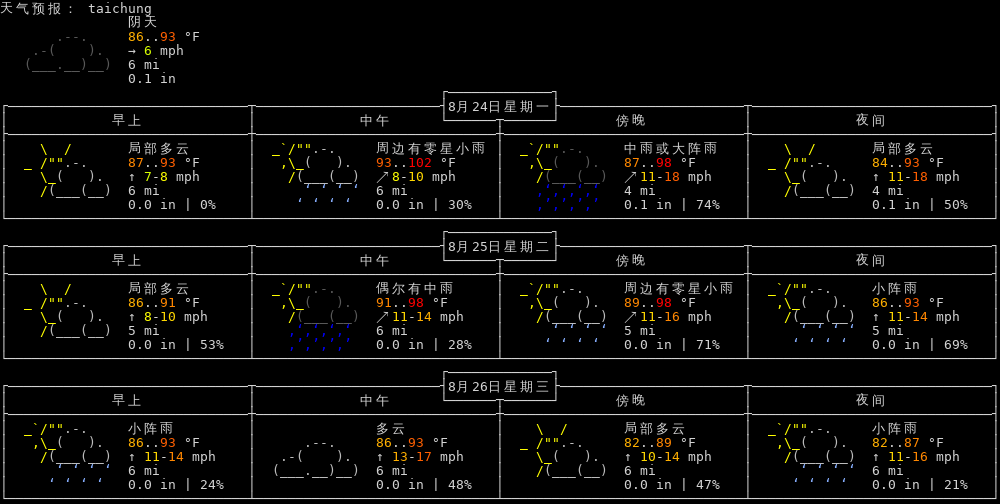 天气预报： taichung
阴天
86..93 °F
→ 6 mph
6 mi
0.1 in
8月24日星期一
早上 中午 傍晚 夜间
局部多云 周边有零星小雨 中雨或大阵雨 局部多云
87..93 °F 93..102 °F 87..98 °F 84..93 °F
↑ 7-8 mph ↗ 8-10 mph ↗ 11-18 mph ↑ 11-18 mph
6 mi 6 mi 4 mi 4 mi
0.0 in | 0% 0.0 in | 30% 0.1 in | 74% 0.1 in | 50%
8月25日星期二
早上 中午 傍晚 夜间
局部多云 偶尔有中雨 周边有零星小雨 小阵雨
86..91 °F 91..98 °F 89..98 °F 86..93 °F
↑ 8-10 mph ↗ 11-14 mph ↗ 11-16 mph ↑ 11-14 mph
5 mi 6 mi 5 mi 5 mi
0.0 in | 53% 0.0 in | 28% 0.0 in | 71% 0.0 in | 69%
8月26日星期三
早上 中午 傍晚 夜间
小阵雨 多云 局部多云 小阵雨
86..93 °F 86..93 °F 82..89 °F 82..87 °F
↑ 11-14 mph ↑ 13-17 mph ↑ 10-14 mph ↑ 11-16 mph
6 mi 6 mi 6 mi 6 mi
0.0 in | 24% 0.0 in | 48% 0.0 in | 47% 0.0 in | 21%